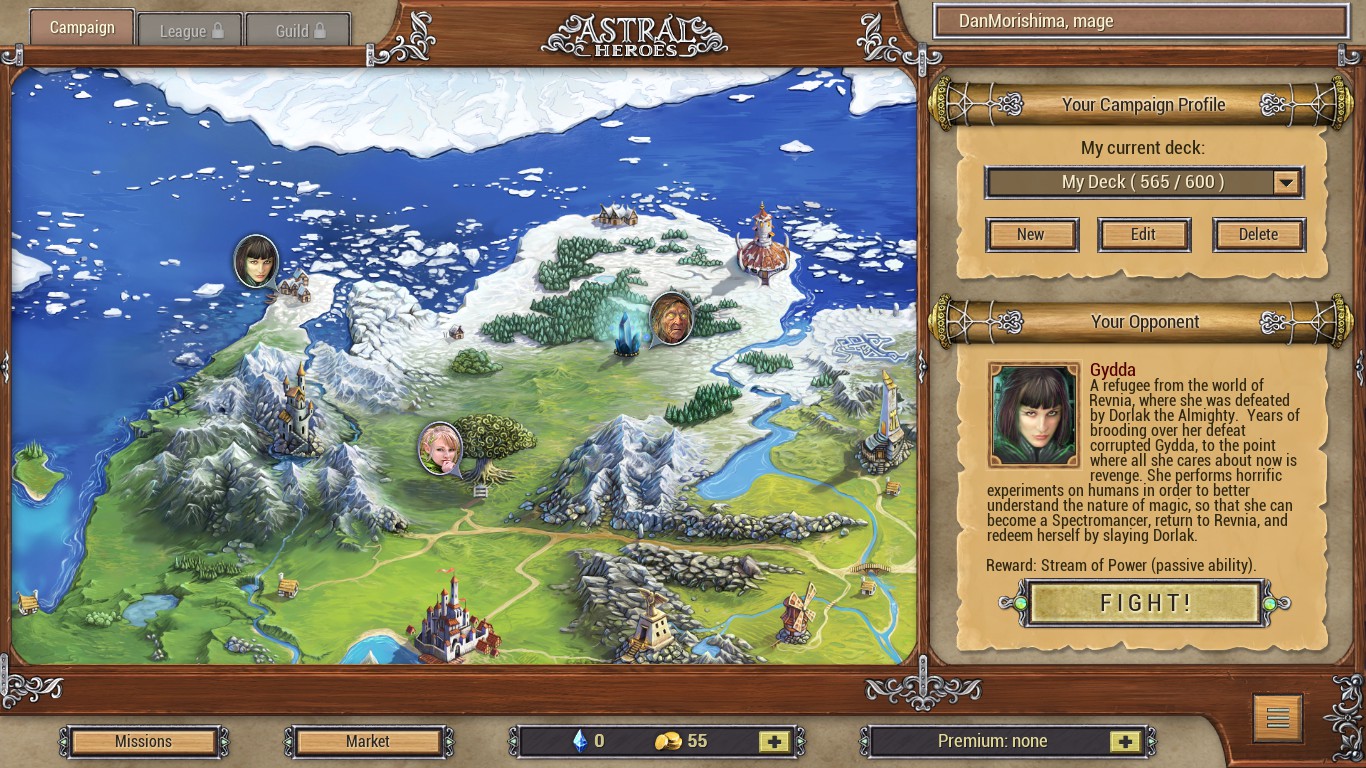 Campaign
League
Guild
ASTRAL
HEROES
DanMorishima, mage
Your Campaign Profile
My current deck:
My Deck ( 565 / 600 )
New
Edit
Delete
Your Opponent
Gydda
A refugee from the world of
Revnia, where she was defeated
by Dorlak the Almighty. Years of
brooding over her defeat
corrupted Gydda, to the point
where all she cares about now is
revenge. She performs horrific
experiments on humans in order to better
understand the nature of magic, so that she can
become a Spectromancer, return to Revnia, and
redeem herself by slaying Dorlak.
Reward: Stream of Power (passive ability).
FIGHT!
Missions
Market
0
55
Premium: none